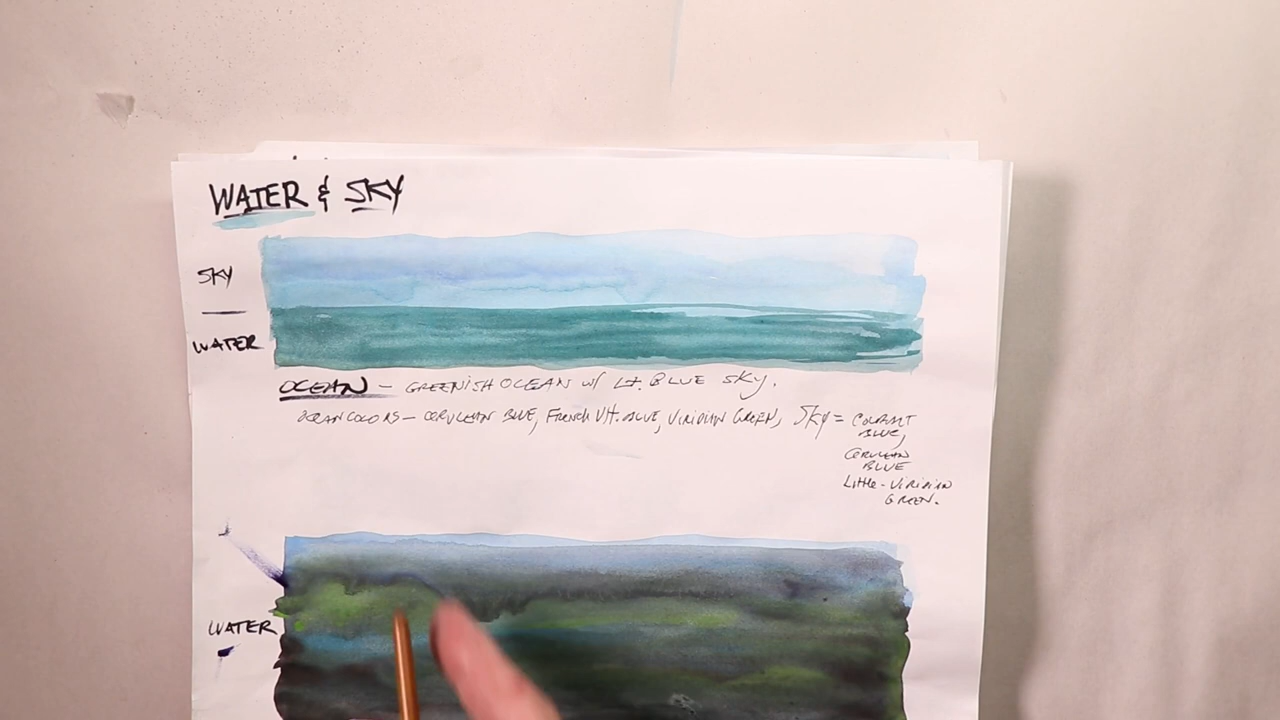 WATER & SKY
SKY
WATER
OCEAN - GREENISH OCEAN W/ LT. BLUE SKY.
OCEAN COLORS - CERULEAN BLUE, FRENCH ULT. BLUE, VIRIDIAN GREEN, SKY = COBALT
BLUE,
CERULEAN
BLUE
LITTLE - VIRIDIAN
GREEN.
WATER